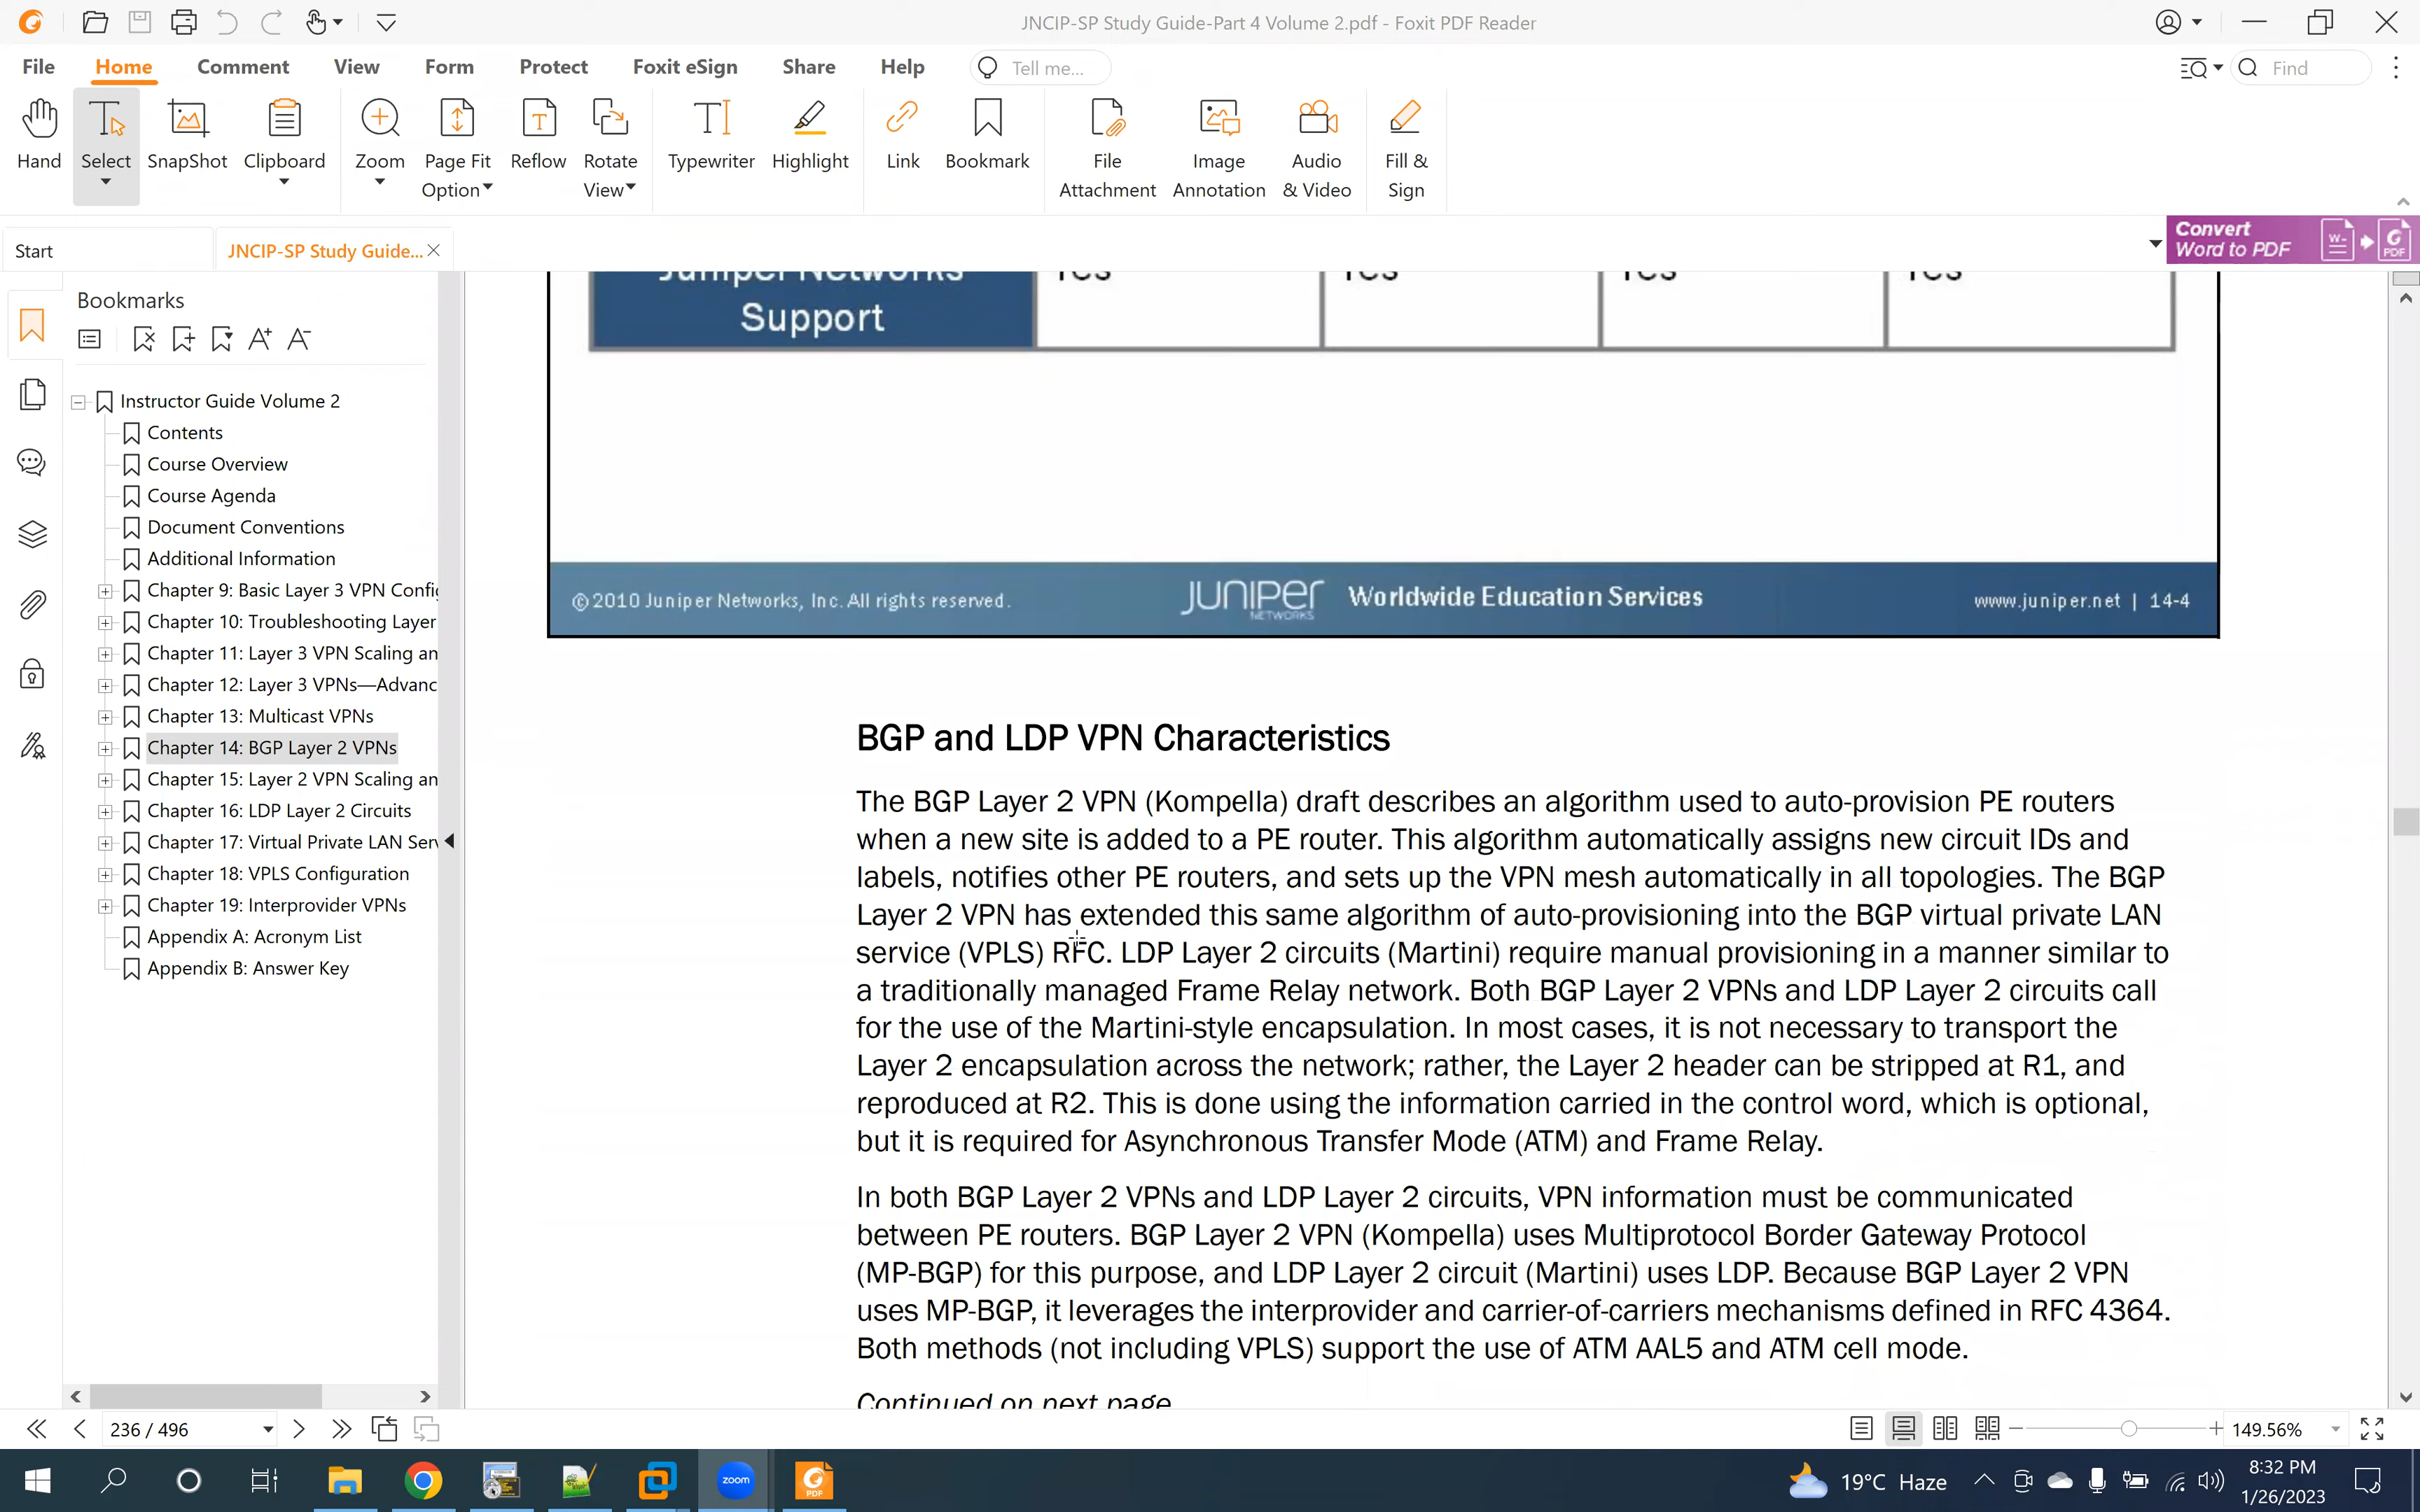 JNCIP-SP Study Guide-Part 4 Volume 2.pdf - Foxit PDF Reader
File Home Comment View Form Protect Foxit eSign Share Help Tell me... Find
Hand Select SnapShot Clipboard Zoom Page Fit Option Reflow Rotate View Typewriter Highlight Link Bookmark File Attachment Image Annotation Audio & Video Fill & Sign
Start JNCIP-SP Study Guide...
Convert
Word to PDF
Bookmarks
Instructor Guide Volume 2
Contents
Course Overview
Course Agenda
Document Conventions
Additional Information
Chapter 9: Basic Layer 3 VPN Config
Chapter 10: Troubleshooting Layer
Chapter 11: Layer 3 VPN Scaling an
Chapter 12: Layer 3 VPNs—Advanc
Chapter 13: Multicast VPNs
Chapter 14: BGP Layer 2 VPNs
Chapter 15: Layer 2 VPN Scaling an
Chapter 16: LDP Layer 2 Circuits
Chapter 17: Virtual Private LAN Serv
Chapter 18: VPLS Configuration
Chapter 19: Interprovider VPNs
Appendix A: Acronym List
Appendix B: Answer Key
Juniper Networks Yes Yes Yes Yes
Support
©2010 Juniper Networks, Inc. All rights reserved. JUNIPER NETWORKS Worldwide Education Services www.juniper.net | 14-4
BGP and LDP VPN Characteristics
The BGP Layer 2 VPN (Kompella) draft describes an algorithm used to auto-provision PE routers
when a new site is added to a PE router. This algorithm automatically assigns new circuit IDs and
labels, notifies other PE routers, and sets up the VPN mesh automatically in all topologies. The BGP
Layer 2 VPN has extended this same algorithm of auto-provisioning into the BGP virtual private LAN
service (VPLS) RFC. LDP Layer 2 circuits (Martini) require manual provisioning in a manner similar to
a traditionally managed Frame Relay network. Both BGP Layer 2 VPNs and LDP Layer 2 circuits call
for the use of the Martini-style encapsulation. In most cases, it is not necessary to transport the
Layer 2 encapsulation across the network; rather, the Layer 2 header can be stripped at R1, and
reproduced at R2. This is done using the information carried in the control word, which is optional,
but it is required for Asynchronous Transfer Mode (ATM) and Frame Relay.
In both BGP Layer 2 VPNs and LDP Layer 2 circuits, VPN information must be communicated
between PE routers. BGP Layer 2 VPN (Kompella) uses Multiprotocol Border Gateway Protocol
(MP-BGP) for this purpose, and LDP Layer 2 circuit (Martini) uses LDP. Because BGP Layer 2 VPN
uses MP-BGP, it leverages the interprovider and carrier-of-carriers mechanisms defined in RFC 4364.
Both methods (not including VPLS) support the use of ATM AAL5 and ATM cell mode.
Continued on next page
236 / 496 149.56%
zoom PDF 19°C Haze 8:32 PM
1/26/2023